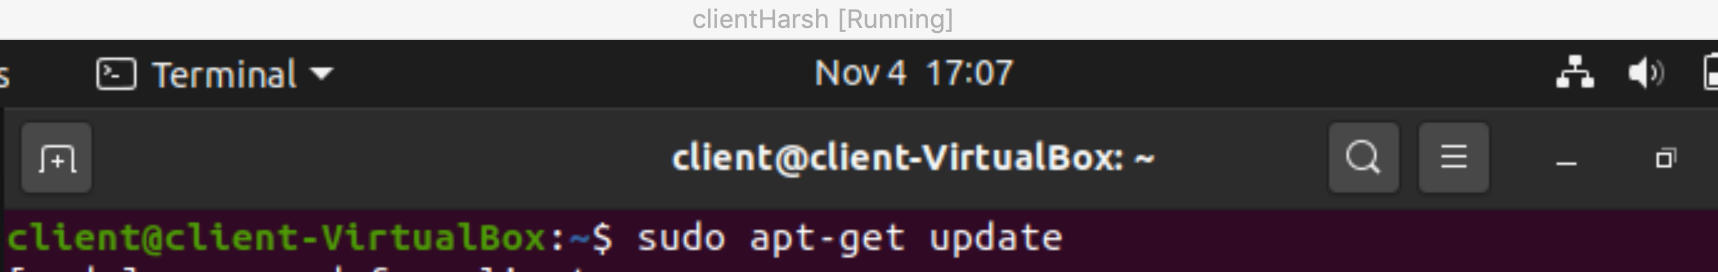 clientHarsh [Running]
s Terminal Nov 4 17:07
client@client-VirtualBox: ~
client@client-VirtualBox:~$ sudo apt-get update